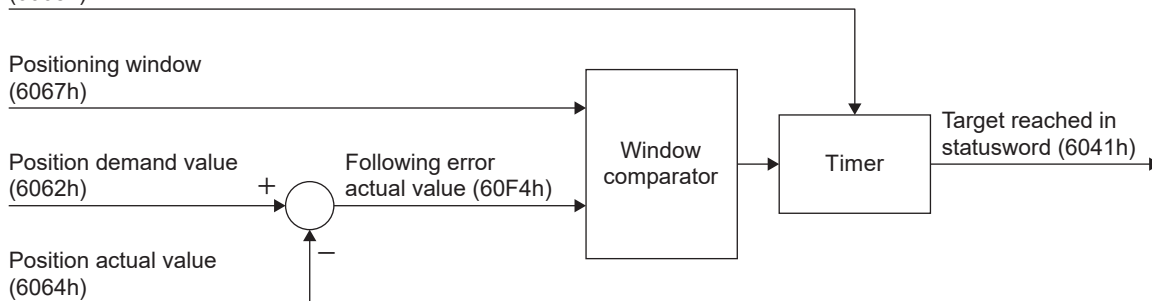 Positioning window
(6067h)
Position demand value
(6062h)
+
Following error
actual value (60F4h)
−
Position actual value
(6064h)
Window
comparator
Timer
Target reached in
statusword (6041h)